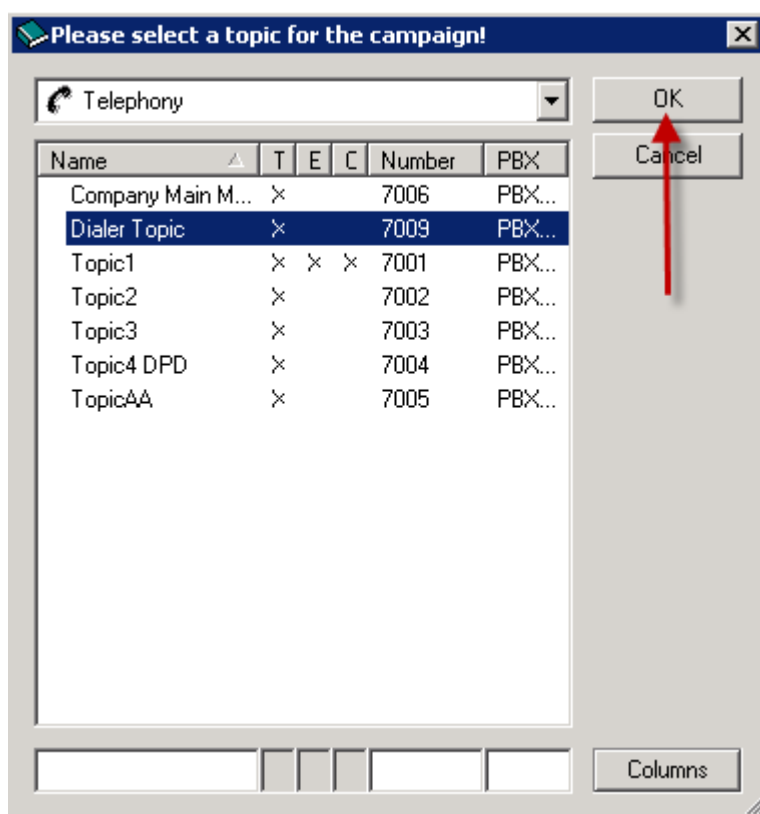 Please select a topic for the campaign!
Telephony
OK
Cancel
Name T E C Number PBX
Company Main M... X 7006 PBX...
Dialer Topic X 7009 PBX...
Topic1 X X X 7001 PBX...
Topic2 X 7002 PBX...
Topic3 X 7003 PBX...
Topic4 DPD X 7004 PBX...
TopicAA X 7005 PBX...
Columns